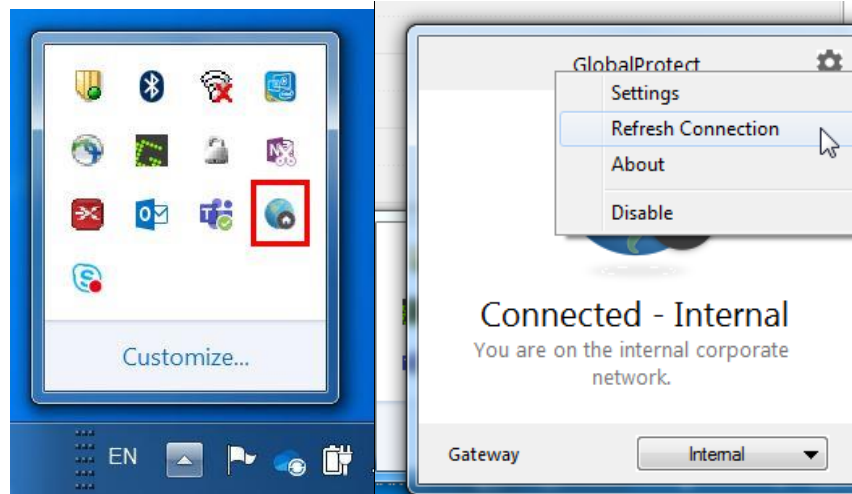 Customize...
EN
GlobalProtect
Settings
Refresh Connection
About
Disable
Connected - Internal
You are on the internal corporate
network.
Gateway
Internal